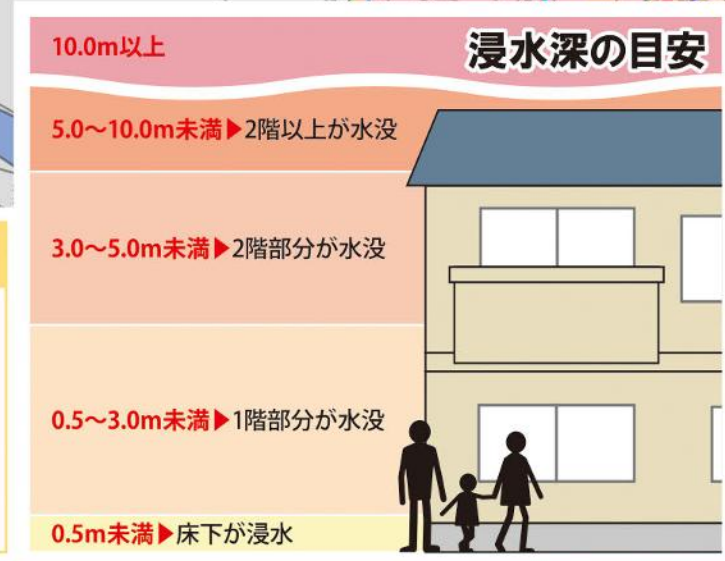 浸水深の目安
10.0m以上
5.0～10.0m未満▶2階以上が水没
3.0～5.0m未満▶2階部分が水没
0.5～3.0m未満▶1階部分が水没
0.5m未満▶床下が浸水